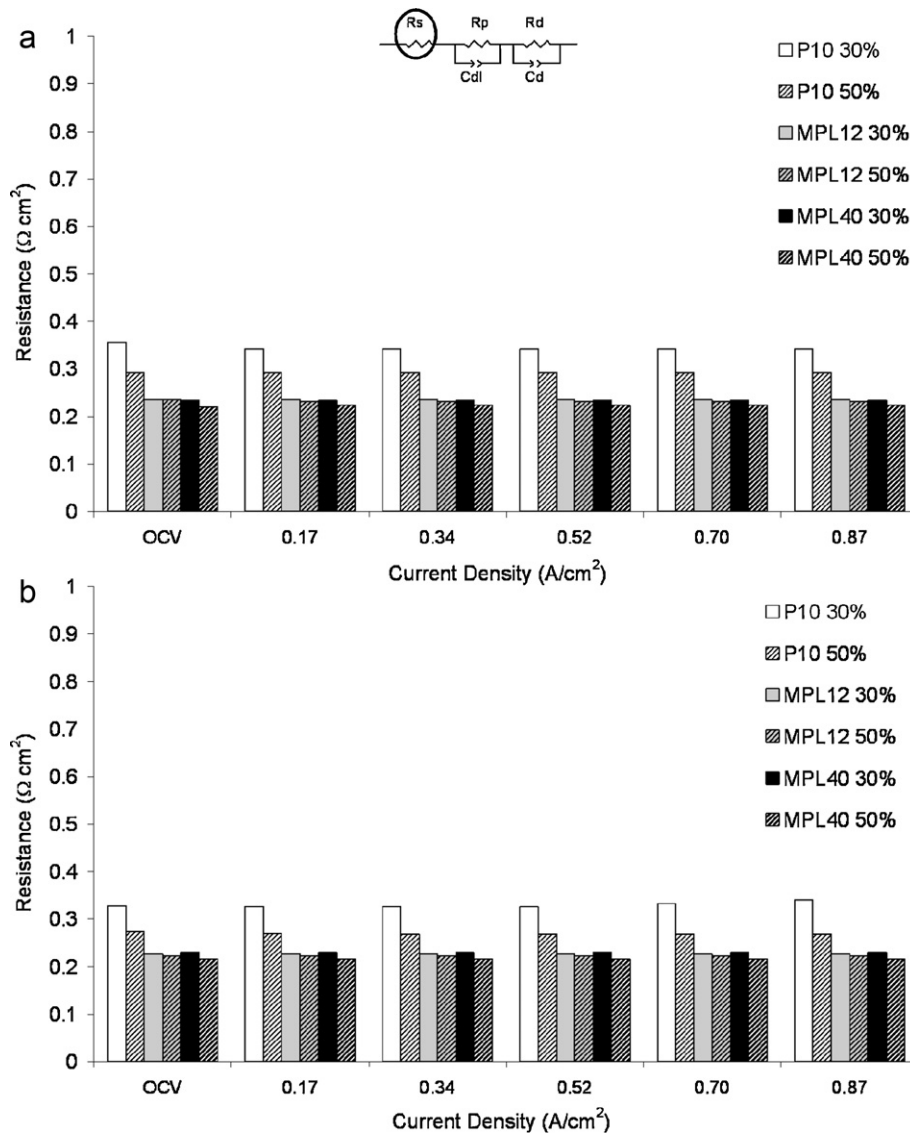 a
Rs Rp Rd
Cdl Cd
P10 30%
P10 50%
MPL12 30%
MPL12 50%
MPL40 30%
MPL40 50%
Resistance (Ω cm²)
1
0.9
0.8
0.7
0.6
0.5
0.4
0.3
0.2
0.1
0
OCV 0.17 0.34 0.52 0.70 0.87
Current Density (A/cm²)
b
P10 30%
P10 50%
MPL12 30%
MPL12 50%
MPL40 30%
MPL40 50%
Resistance (Ω cm²)
1
0.9
0.8
0.7
0.6
0.5
0.4
0.3
0.2
0.1
0
OCV 0.17 0.34 0.52 0.70 0.87
Current Density (A/cm²)